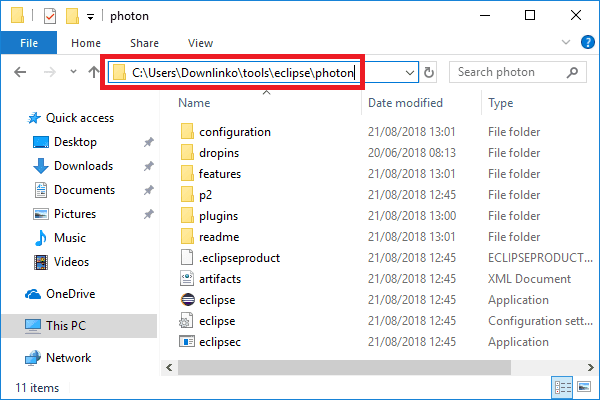 photon
File Home Share View
C:\Users\Downlinko\tools\eclipse\photon Search photon
Name Date modified Type
Quick access
Desktop
Downloads
Documents
Pictures
Music
Videos
OneDrive
This PC
Network
configuration 21/08/2018 13:01 File folder
dropins 20/06/2018 08:13 File folder
features 21/08/2018 13:01 File folder
p2 21/08/2018 12:45 File folder
plugins 21/08/2018 13:00 File folder
readme 21/08/2018 13:01 File folder
.eclipseproduct 21/08/2018 12:45 ECLIPSEPRODUCT...
artifacts 21/08/2018 12:45 XML Document
eclipse 21/08/2018 12:45 Application
eclipse 21/08/2018 12:45 Configuration sett...
eclipsec 21/08/2018 12:45 Application
11 items